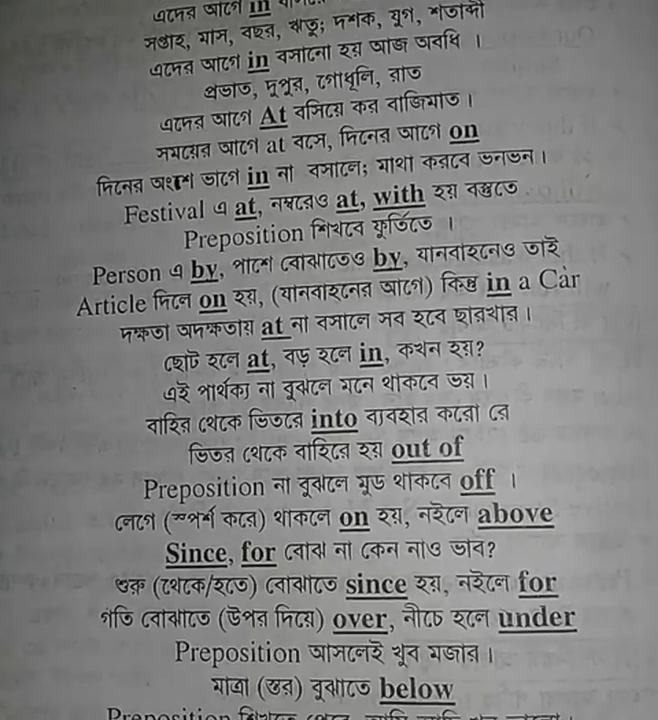 এদের আগে in
সপ্তাহ, মাস, বছর, ঋতু; দশক, যুগ, শতাব্দী
এদের আগে in বসানো হয় আজ অবধি ।
প্রভাত, দুপুর, গোধূলি, রাত
এদের আগে At বসিয়ে কর বাজিমাত ।
সময়ের আগে at বসে, দিনের আগে on
দিনের অংশে ভাগে in না বসালে; মাথা করবে ভনভন ।
Festival এ at, নম্বরেও at, with হয় বস্তুতে
Preposition শিখবে ফুর্তিতে ।
Person এ by, পাশে বোঝাতেও by, যানবাহনেও তাই
Article দিলে on হয়, (যানবাহনের আগে) কিন্তু in a Car
দক্ষতা অদক্ষতায় at না বসালে সব হবে ছারখার ।
ছোট হলে at, বড় হলে in, কখন হয়?
এই পার্থক্য না বুঝলে মনে থাকবে ভয় ।
বাহির থেকে ভিতরে into ব্যবহার করো রে
ভিতর থেকে বাহিরে হয় out of
Preposition না বুঝলে মুড থাকবে off ।
লেগে (স্পর্শ করে) থাকলে on হয়, নইলে above
Since, for বোঝ না কেন নাও ভাব?
শুরু (থেকে/হতে) বোঝাতে since হয়, নইলে for
গতি বোঝাতে (উপর দিয়ে) over, নীচে হলে under
Preposition আসলেই খুব মজার ।
মাত্রা (স্তর) বুঝাতে below
Preposition শিখতে